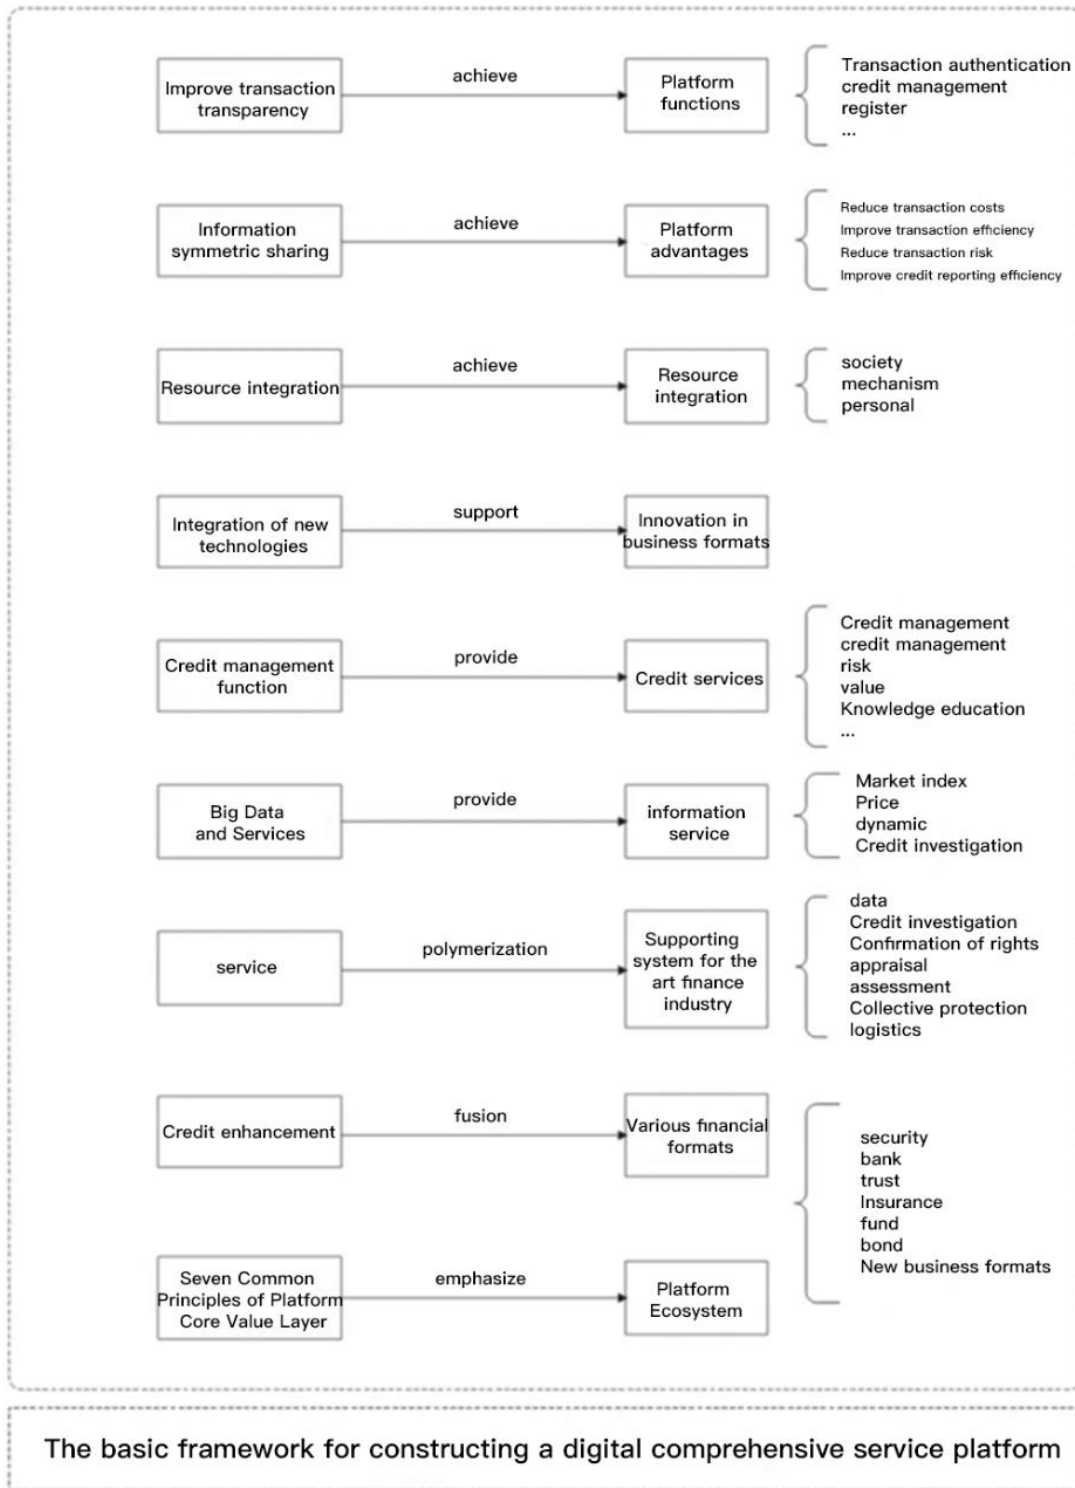 Improve transaction
transparency
achieve
Platform
functions
Transaction authentication
credit management
register
...
Information
symmetric sharing
achieve
Platform
advantages
Reduce transaction costs
Improve transaction efficiency
Reduce transaction risk
Improve credit reporting efficiency
Resource integration
achieve
Resource
integration
society
mechanism
personal
Integration of new
technologies
support
Innovation in
business formats
Credit management
function
provide
Credit services
Credit management
credit management
risk
value
Knowledge education
...
Big Data
and Services
provide
information
service
Market index
Price
dynamic
Credit investigation
service
polymerization
Supporting
system for the
art finance
industry
data
Credit investigation
Confirmation of rights
appraisal
assessment
Collective protection
logistics
Credit enhancement
fusion
Various financial
formats
security
bank
trust
Insurance
fund
bond
New business formats
Seven Common
Principles of Platform
Core Value Layer
emphasize
Platform
Ecosystem
The basic framework for constructing a digital comprehensive service platform